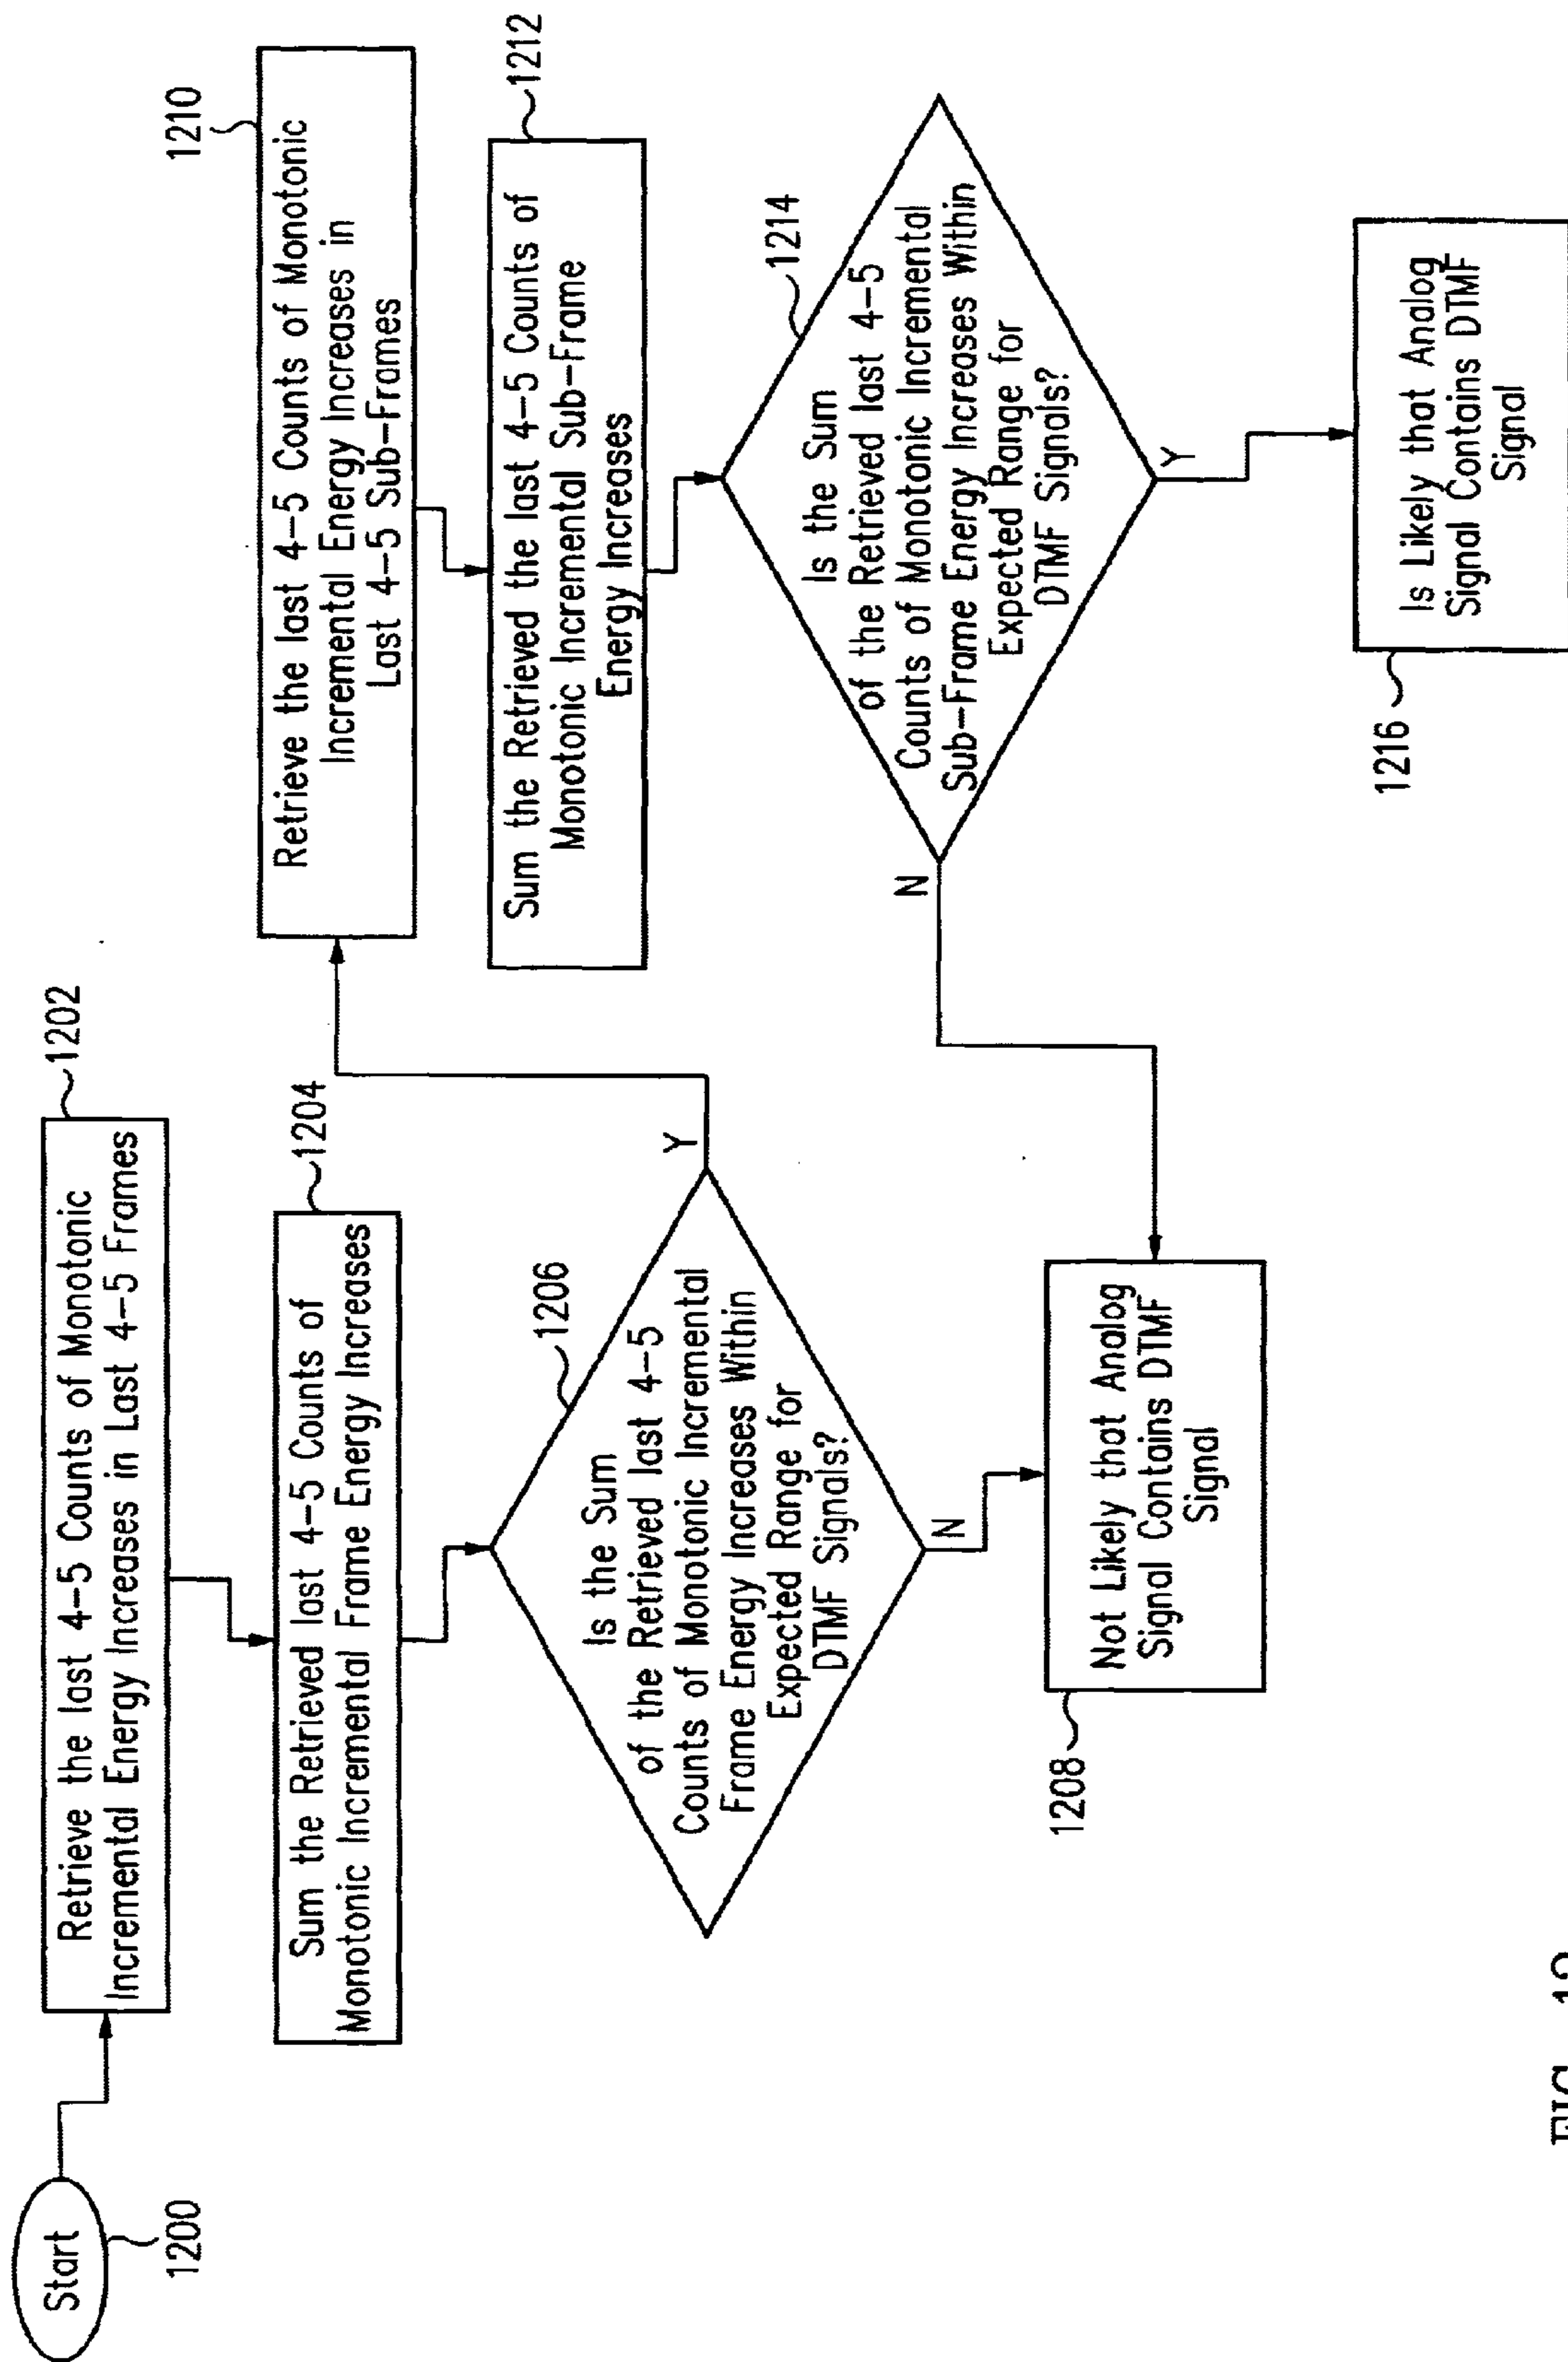 Start
1200
1202
Retrieve the last 4-5 Counts of Monotonic
Incremental Energy Increases in Last 4-5 Frames
1204
Sum the Retrieved last 4-5 Counts of
Monotonic Incremental Frame Energy Increases
1206
Is the Sum
of the Retrieved last 4-5
Counts of Monotonic Incremental
Frame Energy Increases Within
Expected Range for
DTMF Signals?
Y
N
1208
Not Likely that Analog
Signal Contains DTMF
Signal
1210
Retrieve the last 4-5 Counts of Monotonic
Incremental Energy Increases in
Last 4-5 Sub-Frames
1212
Sum the Retrieved the last 4-5 Counts of
Monotonic Incremental Sub-Frame
Energy Increases
1214
Is the Sum
of the Retrieved last 4-5
Counts of Monotonic Incremental
Sub-Frame Energy Increases Within
Expected Range for
DTMF Signals?
N
Y
1216
Is Likely that Analog
Signal Contains DTMF
Signal
FIG. 12